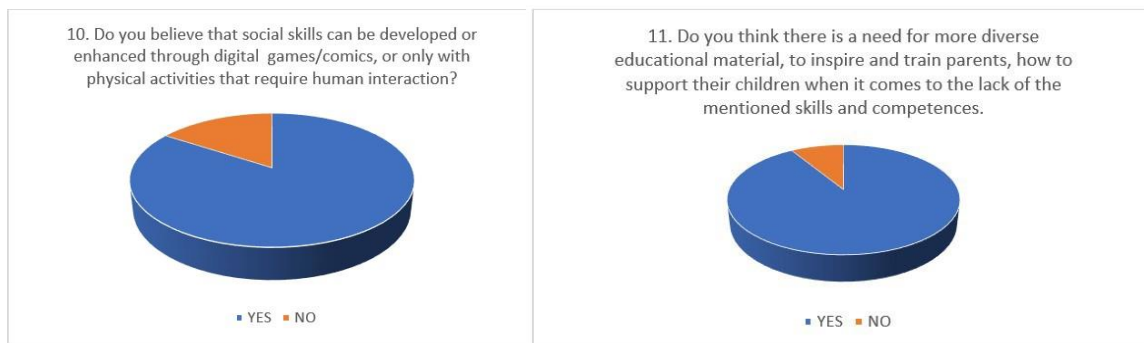 10. Do you believe that social skills can be developed or
enhanced through digital games/comics, or only with
physical activities that require human interaction?
YES NO
11. Do you think there is a need for more diverse
educational material, to inspire and train parents, how to
support their children when it comes to the lack of the
mentioned skills and competences.
YES NO